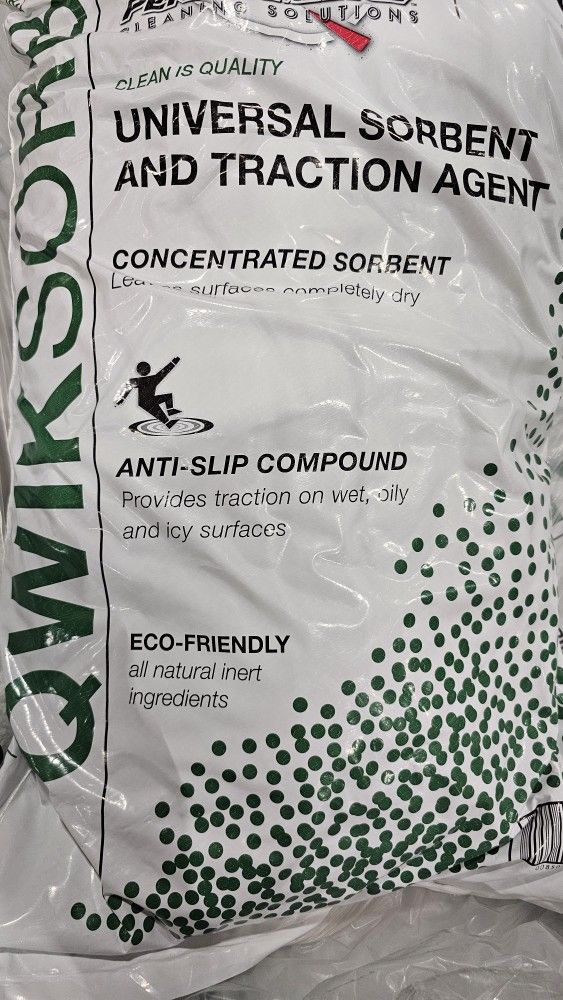 CLEANING SOLUTIONS
CLEAN IS QUALITY
UNIVERSAL SORBENT
AND TRACTION AGENT
CONCENTRATED SORBENT
surfaces completely dry
ANTI-SLIP COMPOUND
Provides traction on wet, oily
and icy surfaces
ECO-FRIENDLY
all natural inert
ingredients
QWIKSORB